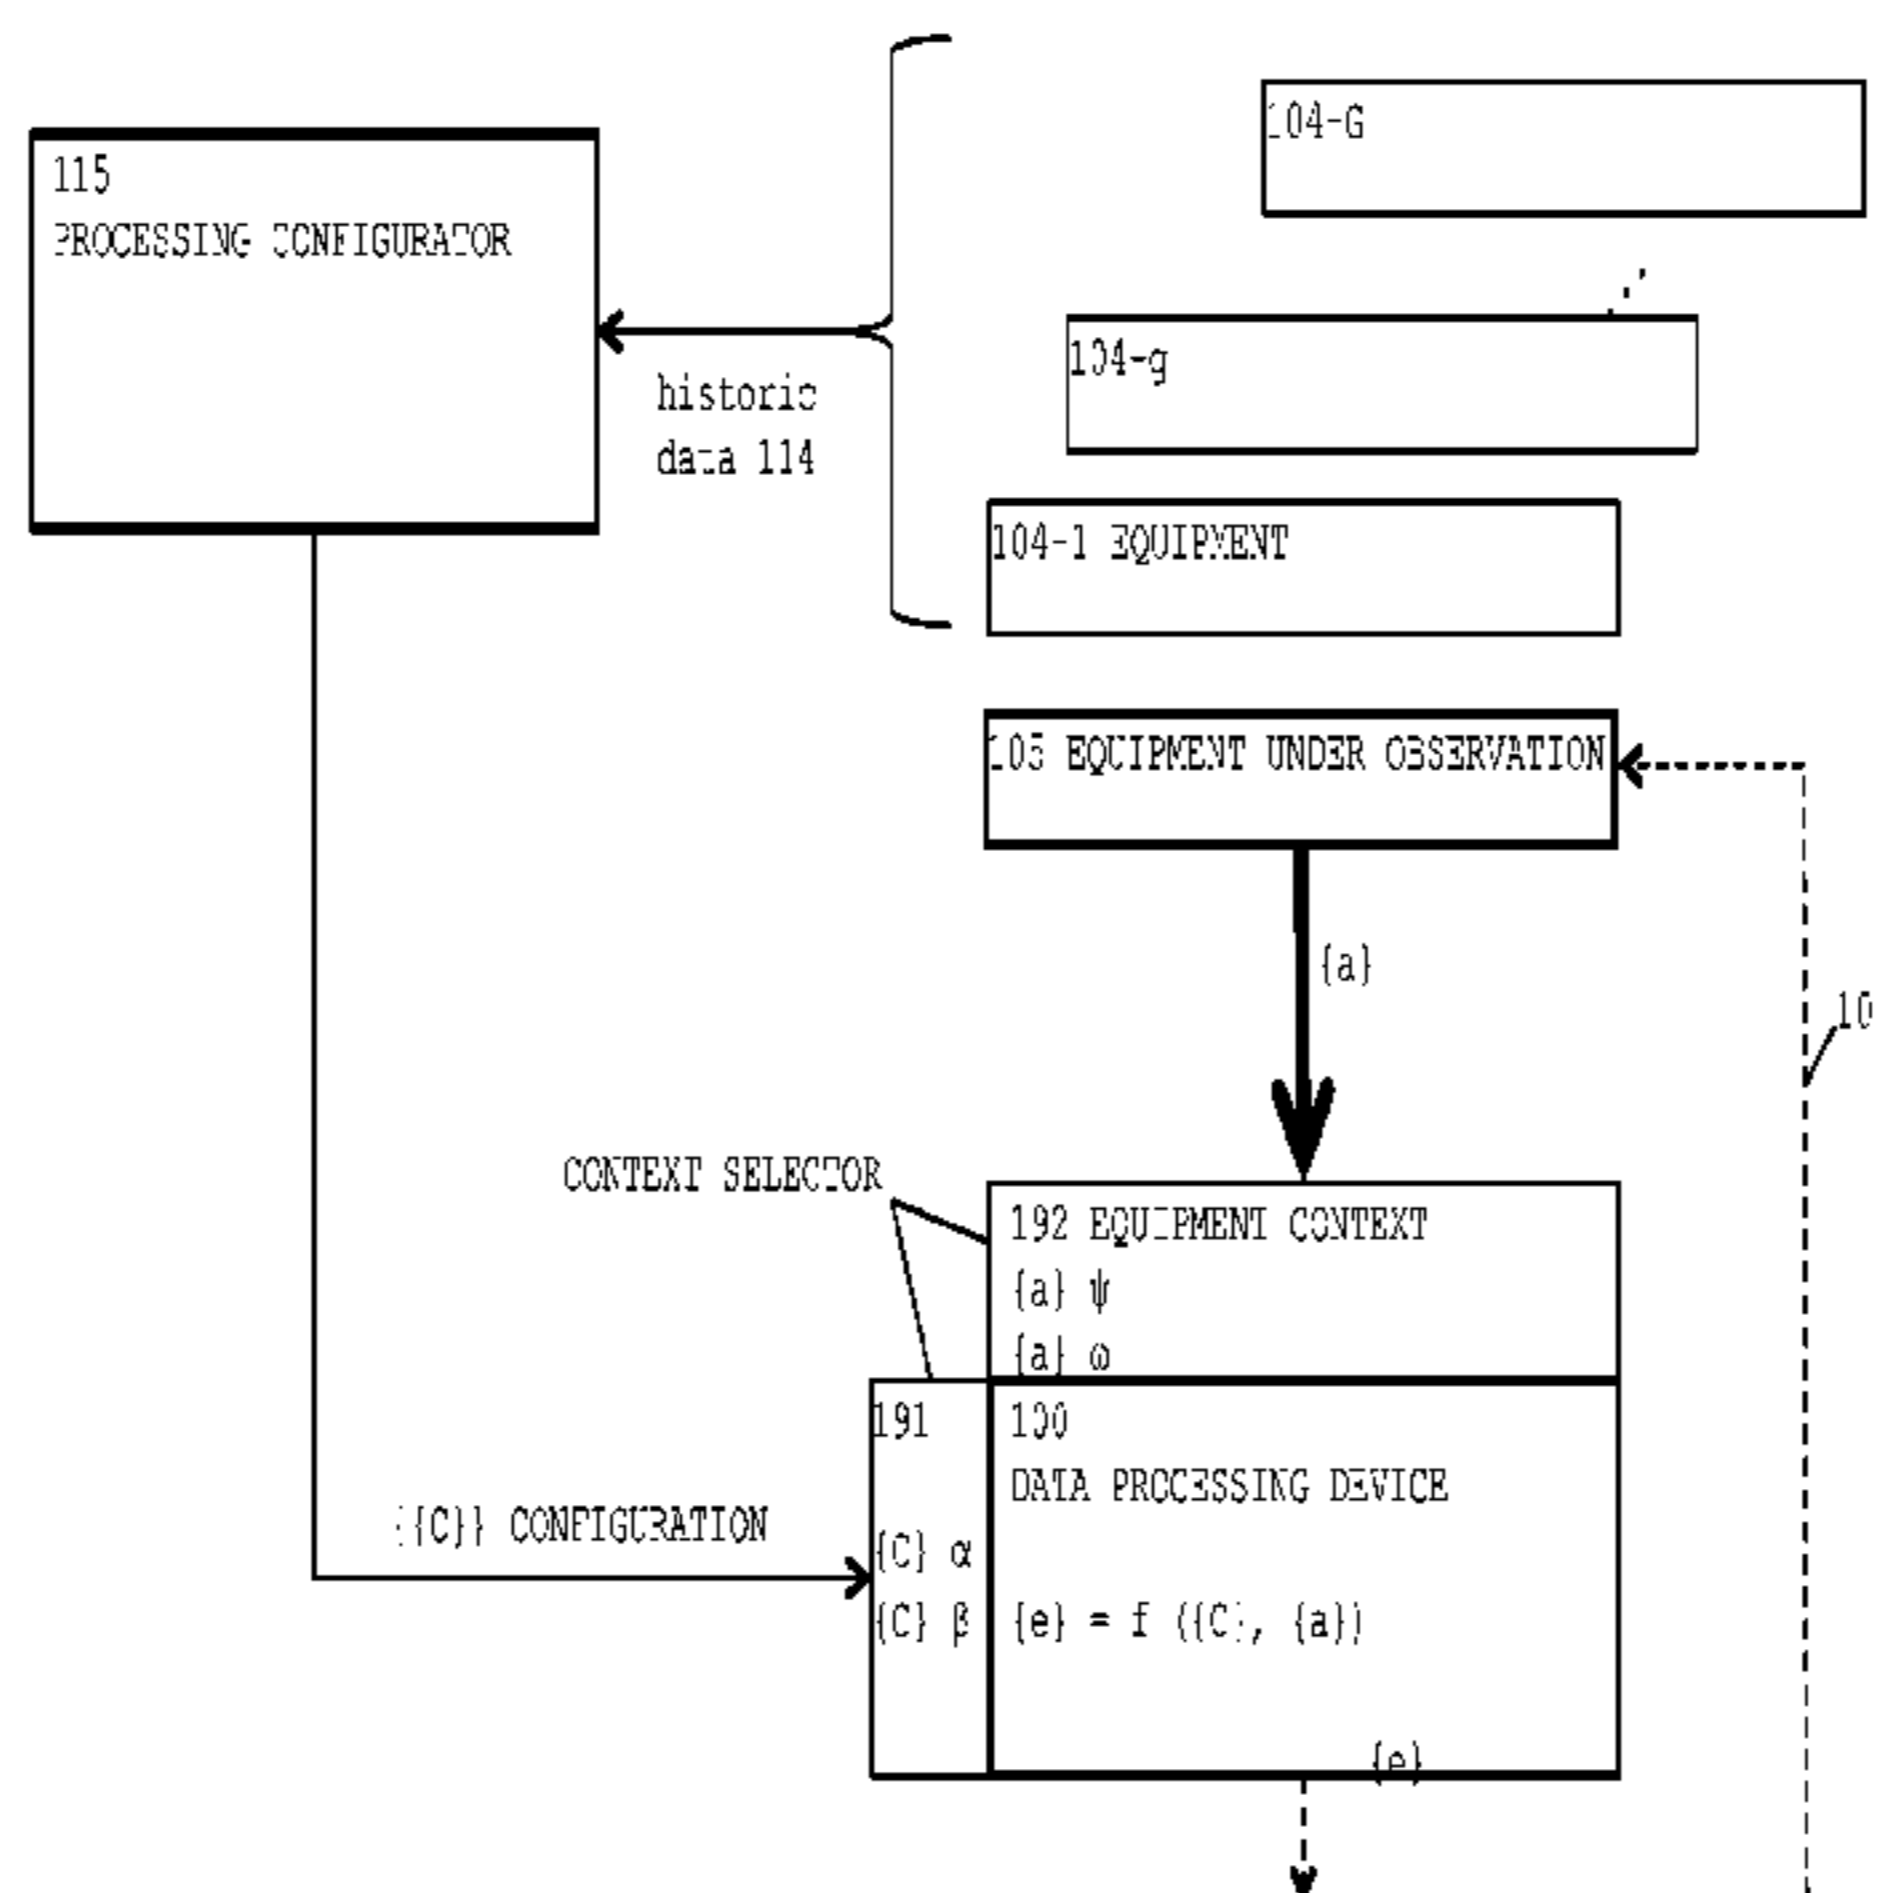 104-G
115
PROCESSING CONFIGURATOR
104-g
historic
data 114
104-1 EQUIPMENT
105 EQUIPMENT UNDER OBSERVATION
{a}
10
CONTEXT SELECTOR
192 EQUIPMENT CONTEXT
{a} ψ
{a} ω
191
100
DATA PROCESSING DEVICE
{{C}} CONFIGURATION
{C} α
{C} β
{e} = f ({C}, {a})
{e}